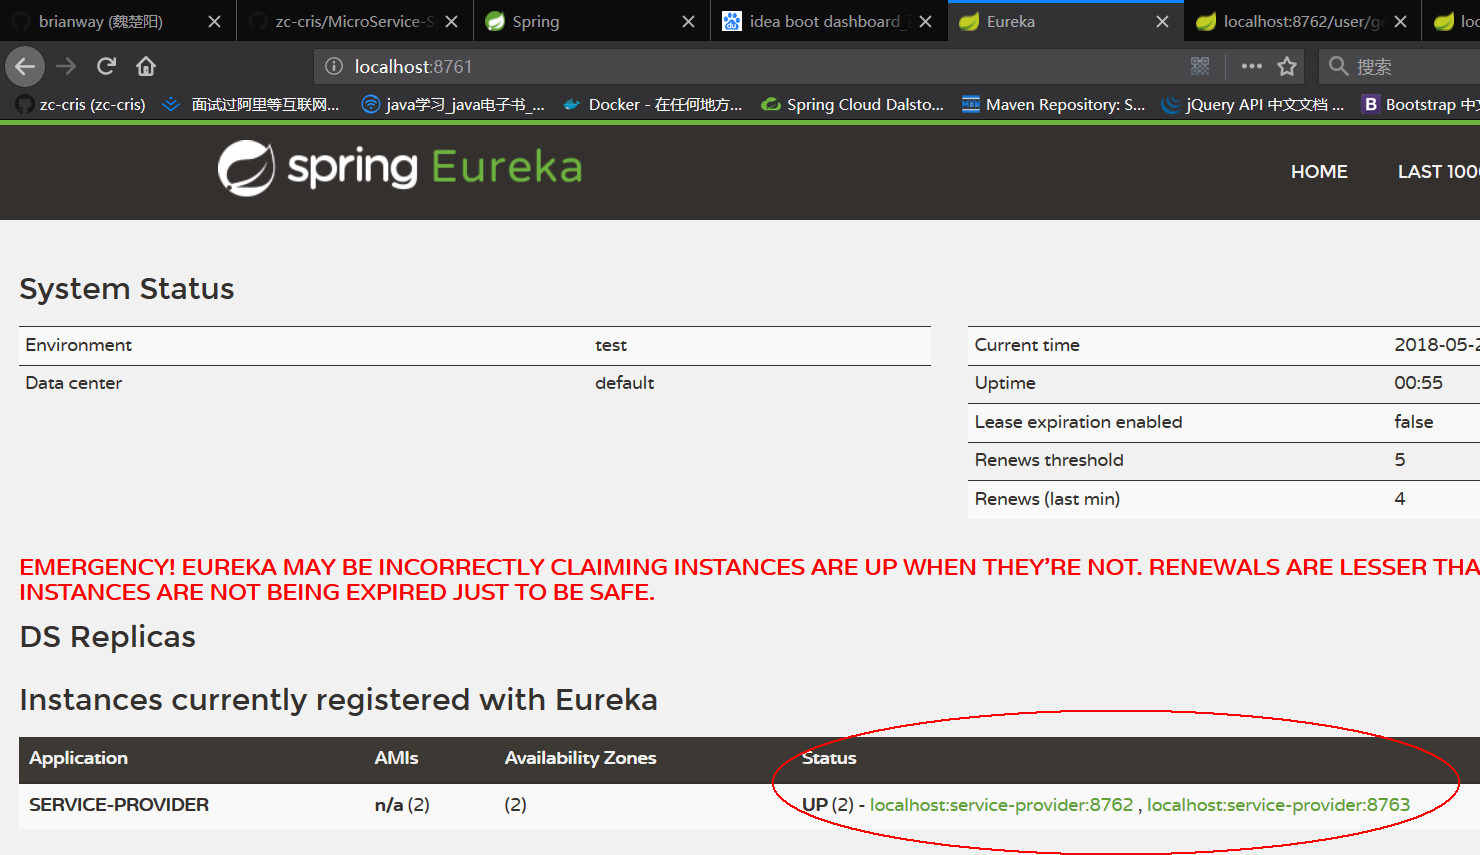 brianway (魏楚阳)
zc-cris/MicroService-S
Spring
idea boot dashboard_
Eureka
localhost:8762/user/ge
loc
localhost:8761
搜索
zc-cris (zc-cris)
面试过阿里等互联网...
java学习_java电子书_...
Docker - 在任何地方...
Spring Cloud Dalsto...
Maven Repository: S...
jQuery API 中文文档 ...
B Bootstrap 中文
spring Eureka
HOME
LAST 1000
System Status
Environment test
Data center default
Current time 2018-05-2
Uptime 00:55
Lease expiration enabled false
Renews threshold 5
Renews (last min) 4
EMERGENCY! EUREKA MAY BE INCORRECTLY CLAIMING INSTANCES ARE UP WHEN THEY'RE NOT. RENEWALS ARE LESSER THA
INSTANCES ARE NOT BEING EXPIRED JUST TO BE SAFE.
DS Replicas
Instances currently registered with Eureka
Application AMIs Availability Zones Status
SERVICE-PROVIDER n/a (2) (2) UP (2) - localhost:service-provider:8762 , localhost:service-provider:8763